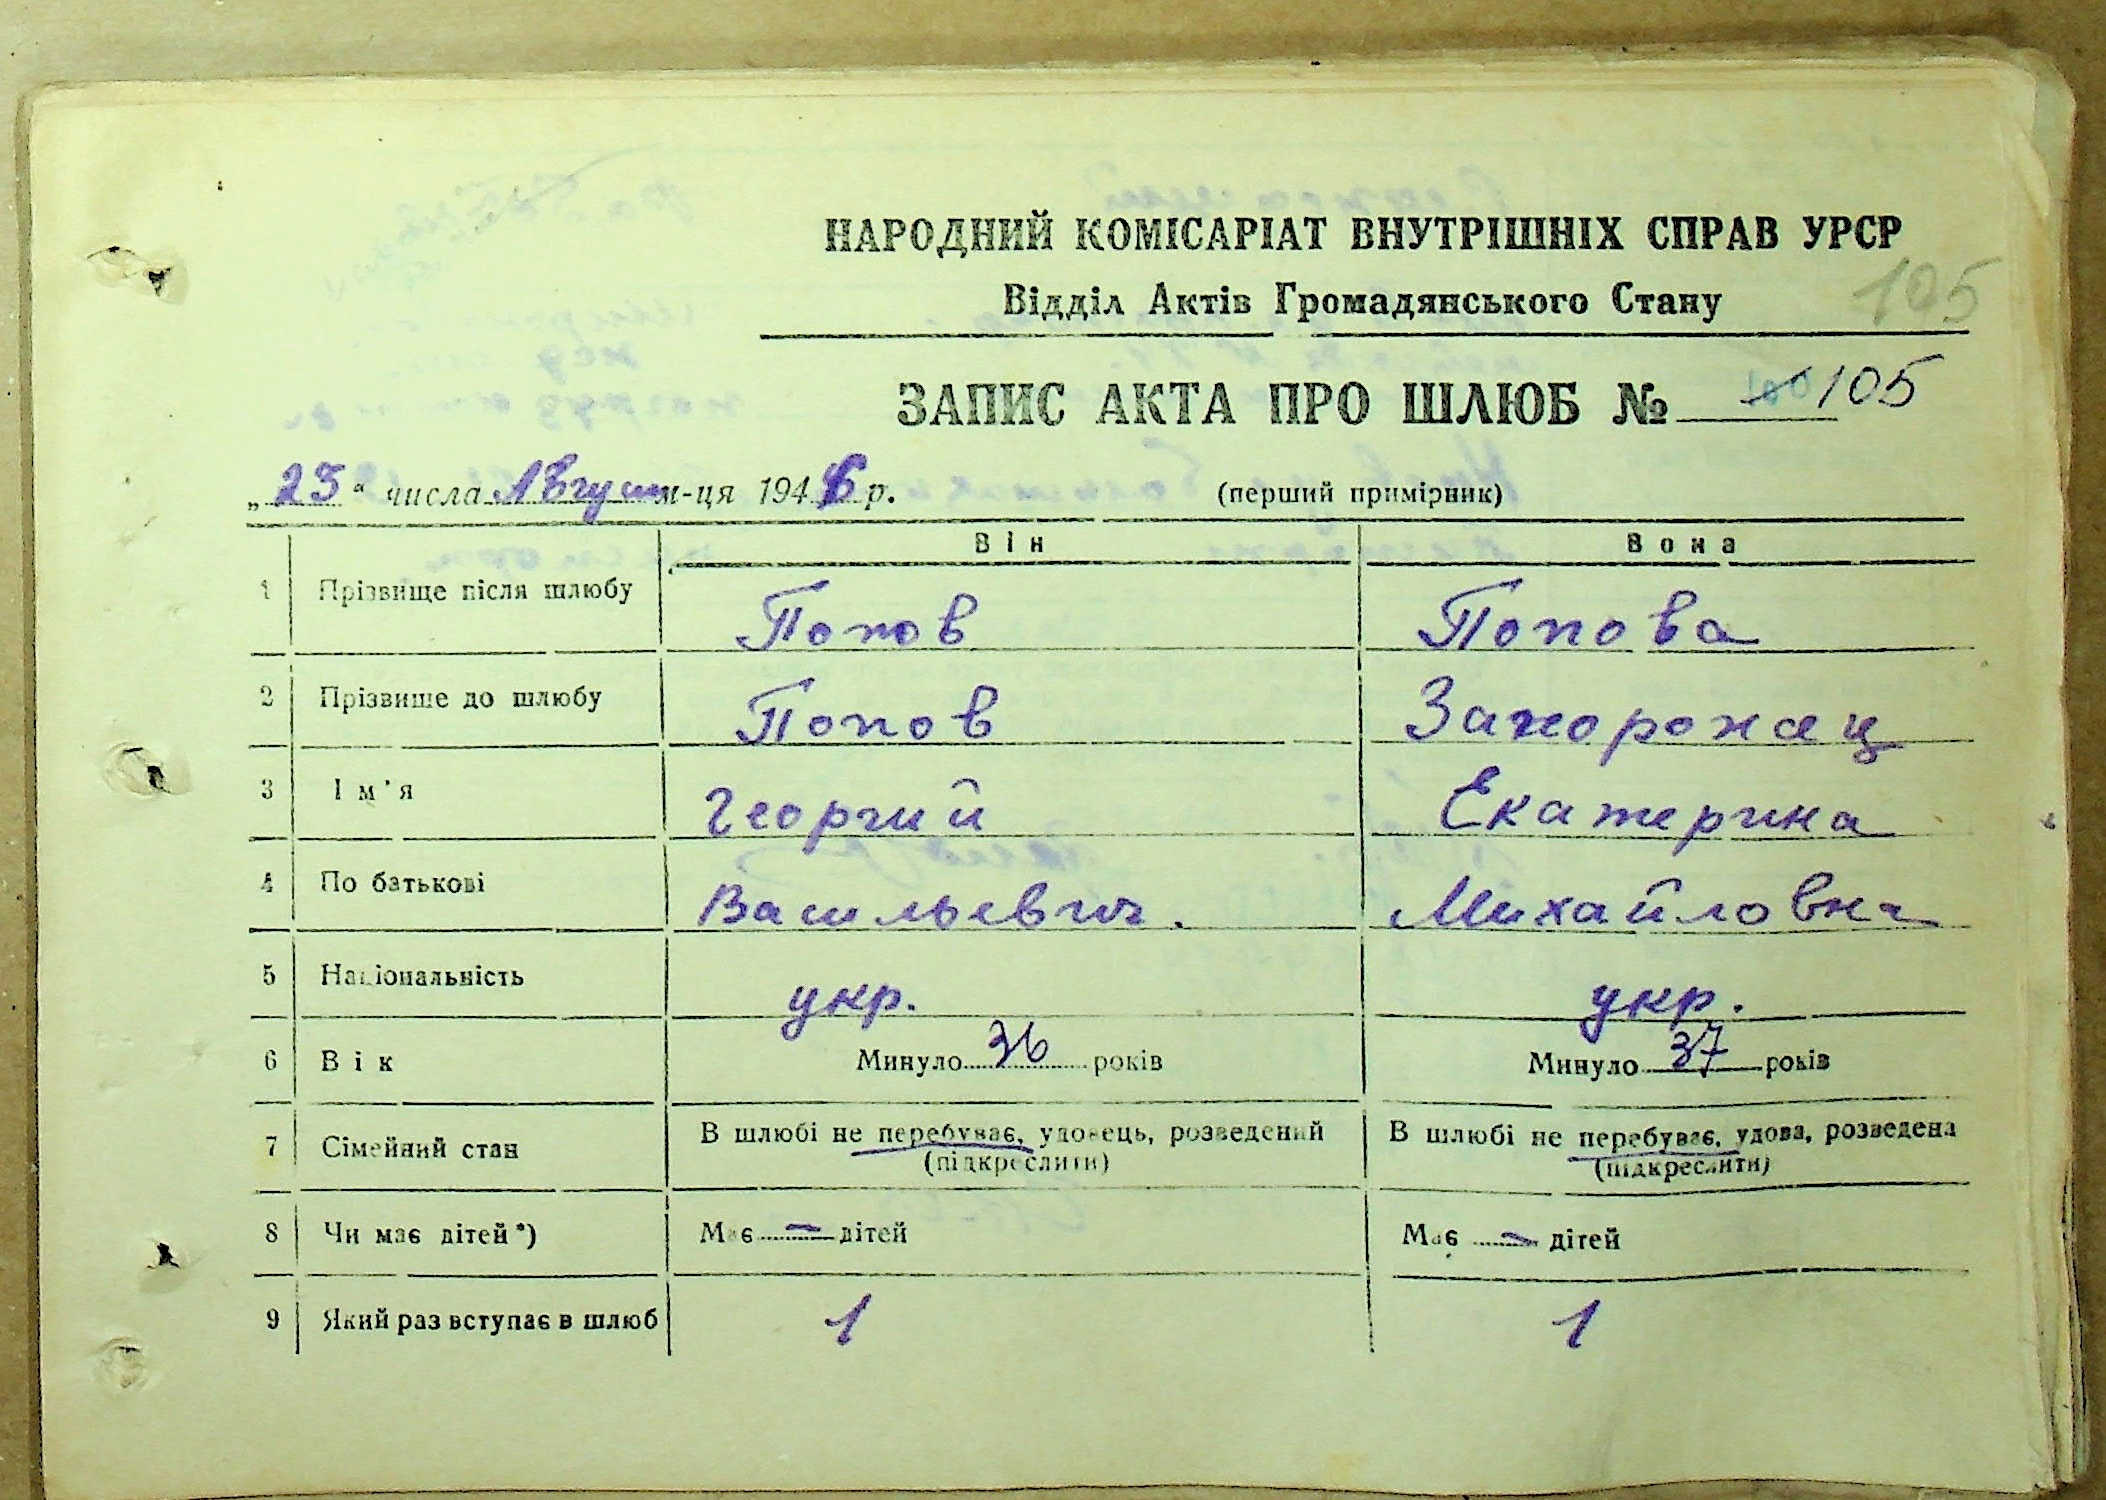 НАРОДНИЙ КОМІСАРІАТ ВНУТРІШНІХ СПРАВ УРСР
Відділ Актів Громадянського Стану
105
ЗАПИС АКТА ПРО ШЛЮБ № 105
„23“ числа Август м-ця 1946 р. (перший примірник)
Він Вона
1 Прізвище після шлюбу Попов Попова
2 Прізвише до шлюбу Попов Запорожец
3 Ім'я Георгий Екатерина
4 По батькові Васильевич. Михайловна
5 Національність укр. укр.
6 Вік Минуло 36 років Минуло 37 років
7 Сімейний стан В шлюбі не перебуває, удовець, розведений В шлюбі не перебуває, удова, розведена
(підкреслити) (підкреслити)
8 Чи має дітей*) Має – дітей Має – дітей
9 Який раз вступає в шлюб 1 1